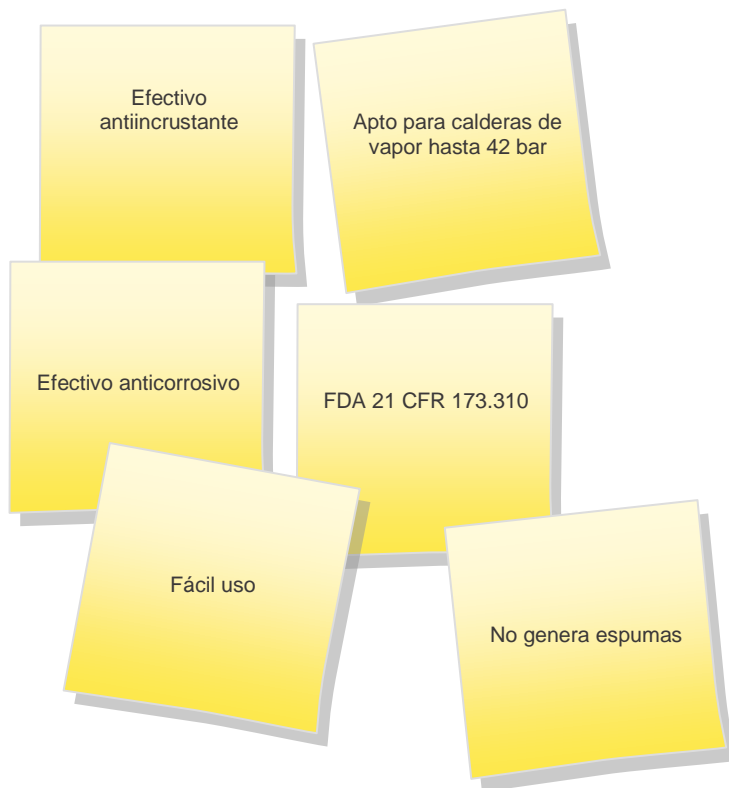 Efectivo
antiincrustante
Apto para calderas de
vapor hasta 42 bar
Efectivo anticorrosivo
FDA 21 CFR 173.310
Fácil uso
No genera espumas